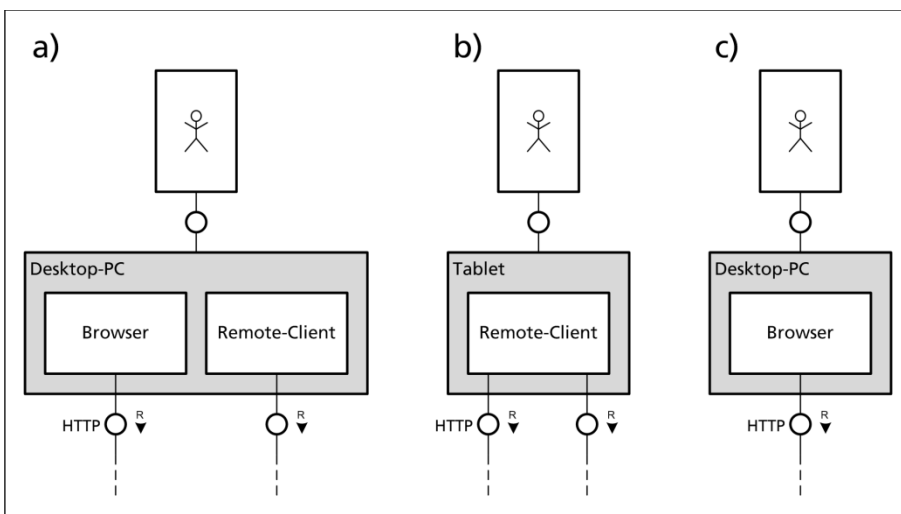 a)
b)
c)
Desktop-PC
Tablet
Desktop-PC
Browser
Remote-Client
Remote-Client
Browser
HTTP
R
R
HTTP
R
R
HTTP
R